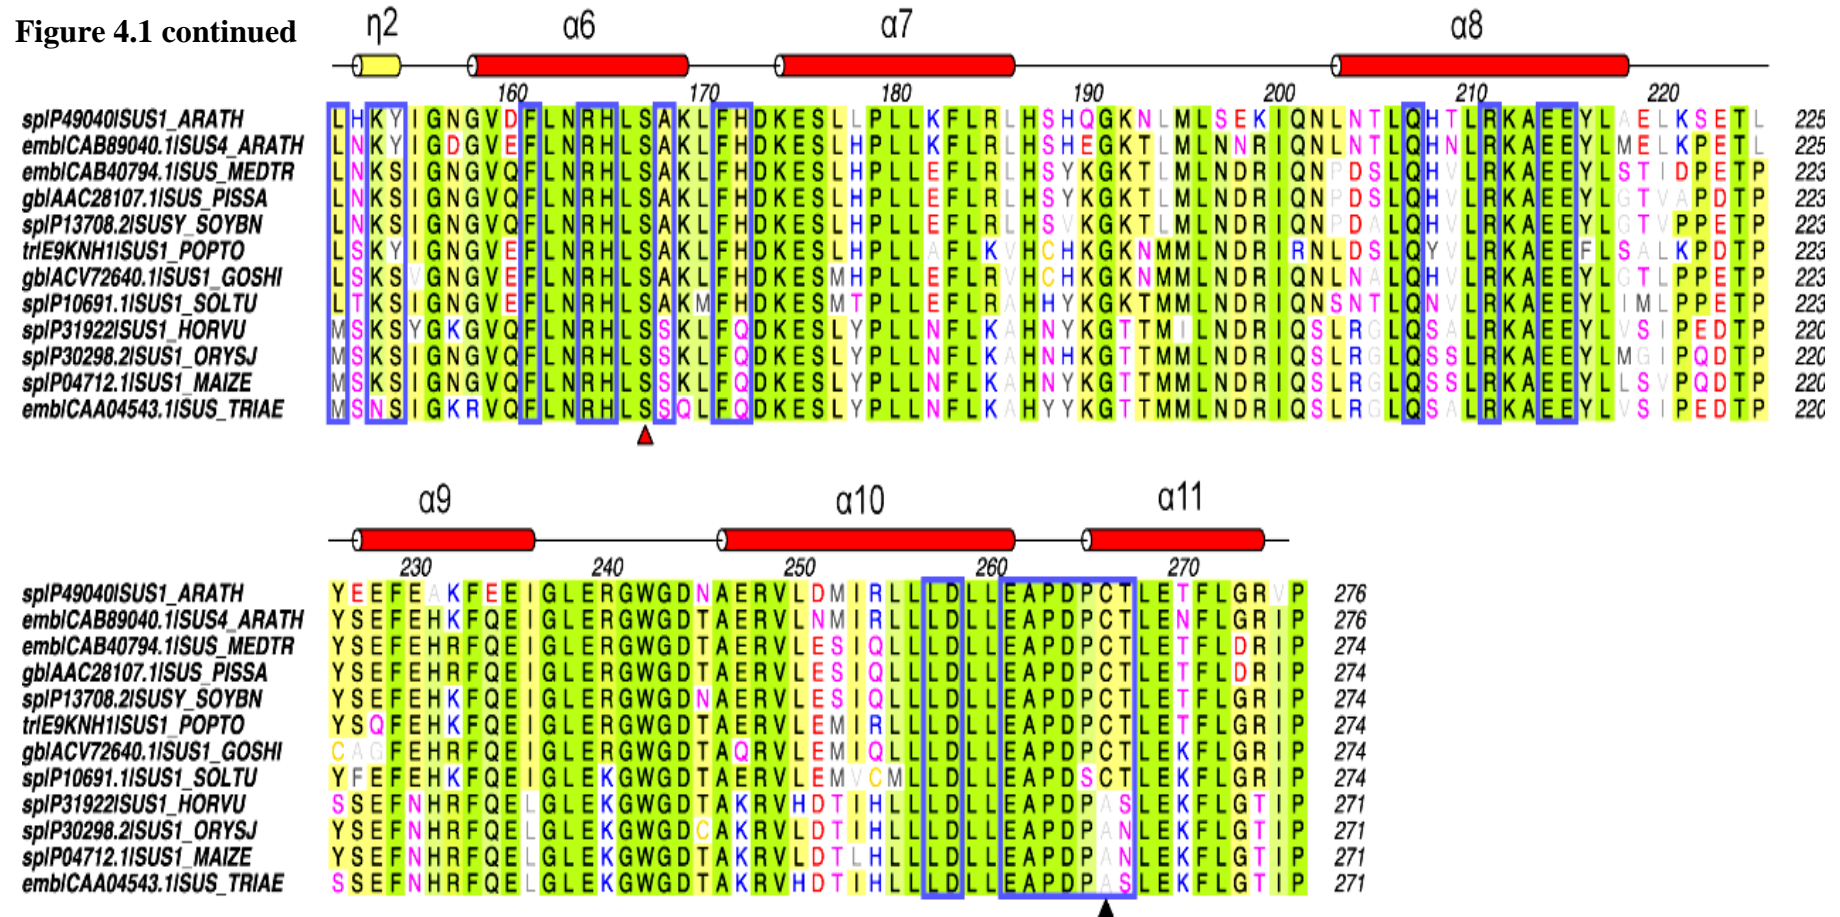 Figure 4.1 continued
η2 α6 α7 α8
160 170 180 190 200 210 220
sp|P49040|SUS1_ARATH LHKYIGNGVDFLNRHLSAKLFHDKESLLPLLKFLRLHSHQGKNLMLSEKIQNLNTLQHTLRKAEEYLAELKSETL 225
emb|CAB89040.1|SUS4_ARATH LNKYIGDGVEFLNRHLSAKLFHDKESLHPLLKFLRLHSHEGKTLMLNNRIQNLNTLQHNLRKAEEYLMELKPETL 225
emb|CAB40794.1|SUS_MEDTR LNKSIGNGVQFLNRHLSAKLFHDKESLHPLLEFLRLHSYKGKTLMLNDRIQNPDSLQHVLRKAEEYLSTIDPETP 223
gb|AAC28107.1|SUS_PISSA LNKSIGNGVQFLNRHLSAKLFHDKESLHPLLEFLRLHSYKGKTLMLNDRIQNPDSLQHVLRKAEEYLGTVAPDTP 223
sp|P13708.2|SUSY_SOYBN LNKSIGNGVQFLNRHLSAKLFHDKESLHPLLEFLRLHSVKGKTLMLNDRIQNPDALQHVLRKAEEYLGTVPPETP 223
tr|E9KNH1|SUS1_POPTO LSKYIGNGVEFLNRHLSAKLFHDKESLHPLLAFLKVHCHKGKNMMLNDRIRNLDSLQYVLRKAEEFLSALKPDTP 223
gb|ACV72640.1|SUS1_GOSHI LSKSVGNGVEFLNRHLSAKLFHDKESMHPLLEFLRVHCHKGKNMMLNDRIQNLNALQHVLRKAEEYLGTLPPETP 223
sp|P10691.1|SUS1_SOLTU LTKSIGNGVEFLNRHLSAKMFHDKESMTPLLEFLRAHHYKGKTMMLNDRIQNSNTLQNVLRKAEEYLIMLPPETP 223
sp|P31922|SUS1_HORVU MSKSYGKGVQFLNRHLSSKLFQDKESLYPLLNFLKAHNYKGTTMILNDRIQSLRGLQSALRKAEEYLVSIPEDTP 220
sp|P30298.2|SUS1_ORYSJ MSKSIGNGVQFLNRHLSSKLFQDKESLYPLLNFLKAHNHKGTTMMLNDRIQSLRGLQSSLRKAEEYLMGIPQDTP 220
sp|P04712.1|SUS1_MAIZE MSKSIGNGVQFLNRHLSSKLFQDKESLYPLLNFLKAHNYKGTTMMLNDRIQSLRGLQSSLRKAEEYLLSVPQDTP 220
emb|CAA04543.1|SUS_TRIAE MSNSIGKRVQFLNRHLSSQLFQDKESLYPLLNFLKAHYYKGTTMMLNDRIQSLRGLQSALRKAEEYLVSIPEDTP 220
α9 α10 α11
230 240 250 260 270
sp|P49040|SUS1_ARATH YEEFEAKFEEIGLERGWGDNAERVLDMIRLLLDLLEAPDPCTLETFLGRVP 276
emb|CAB89040.1|SUS4_ARATH YSEFEHKFQEIGLERGWGDTAERVLNMIRLLLDLLEAPDPCTLENFLGRIP 276
emb|CAB40794.1|SUS_MEDTR YSEFEHRFQEIGLERGWGDTAERVLESIQLLLDLLEAPDPCTLETFLDRIP 274
gb|AAC28107.1|SUS_PISSA YSEFEHRFQEIGLERGWGDTAERVLESIQLLLDLLEAPDPCTLETFLDRIP 274
sp|P13708.2|SUSY_SOYBN YSEFEHKFQEIGLERGWGDNAERVLESIQLLLDLLEAPDPCTLETFLGRIP 274
tr|E9KNH1|SUS1_POPTO YSQFEHKFQEIGLERGWGDTAERVLEMIRLLLDLLEAPDPCTLETFLGRIP 274
gb|ACV72640.1|SUS1_GOSHI CAGFEHRFQEIGLERGWGDTAQRVLEMIQLLLDLLEAPDPCTLEKFLGRIP 274
sp|P10691.1|SUS1_SOLTU YFEFEHKFQEIGLEKGWGDTAERVLEMVCMLLDLLEAPDSCTLEKFLGRIP 274
sp|P31922|SUS1_HORVU SSEFNHRFQELGLEKGWGDTAKRVHDTIHLLLDLLEAPDPASLEKFLGTIP 271
sp|P30298.2|SUS1_ORYSJ YSEFNHRFQELGLEKGWGDCAKRVLDTIHLLLDLLEAPDPANLEKFLGTIP 271
sp|P04712.1|SUS1_MAIZE YSEFNHRFQELGLEKGWGDTAKRVLDTLHLLLDLLEAPDPANLEKFLGTIP 271
emb|CAA04543.1|SUS_TRIAE SSEFNHRFQELGLEKGWGDTAKRVHDTIHLLLDLLEAPDPASLEKFLGTIP 271